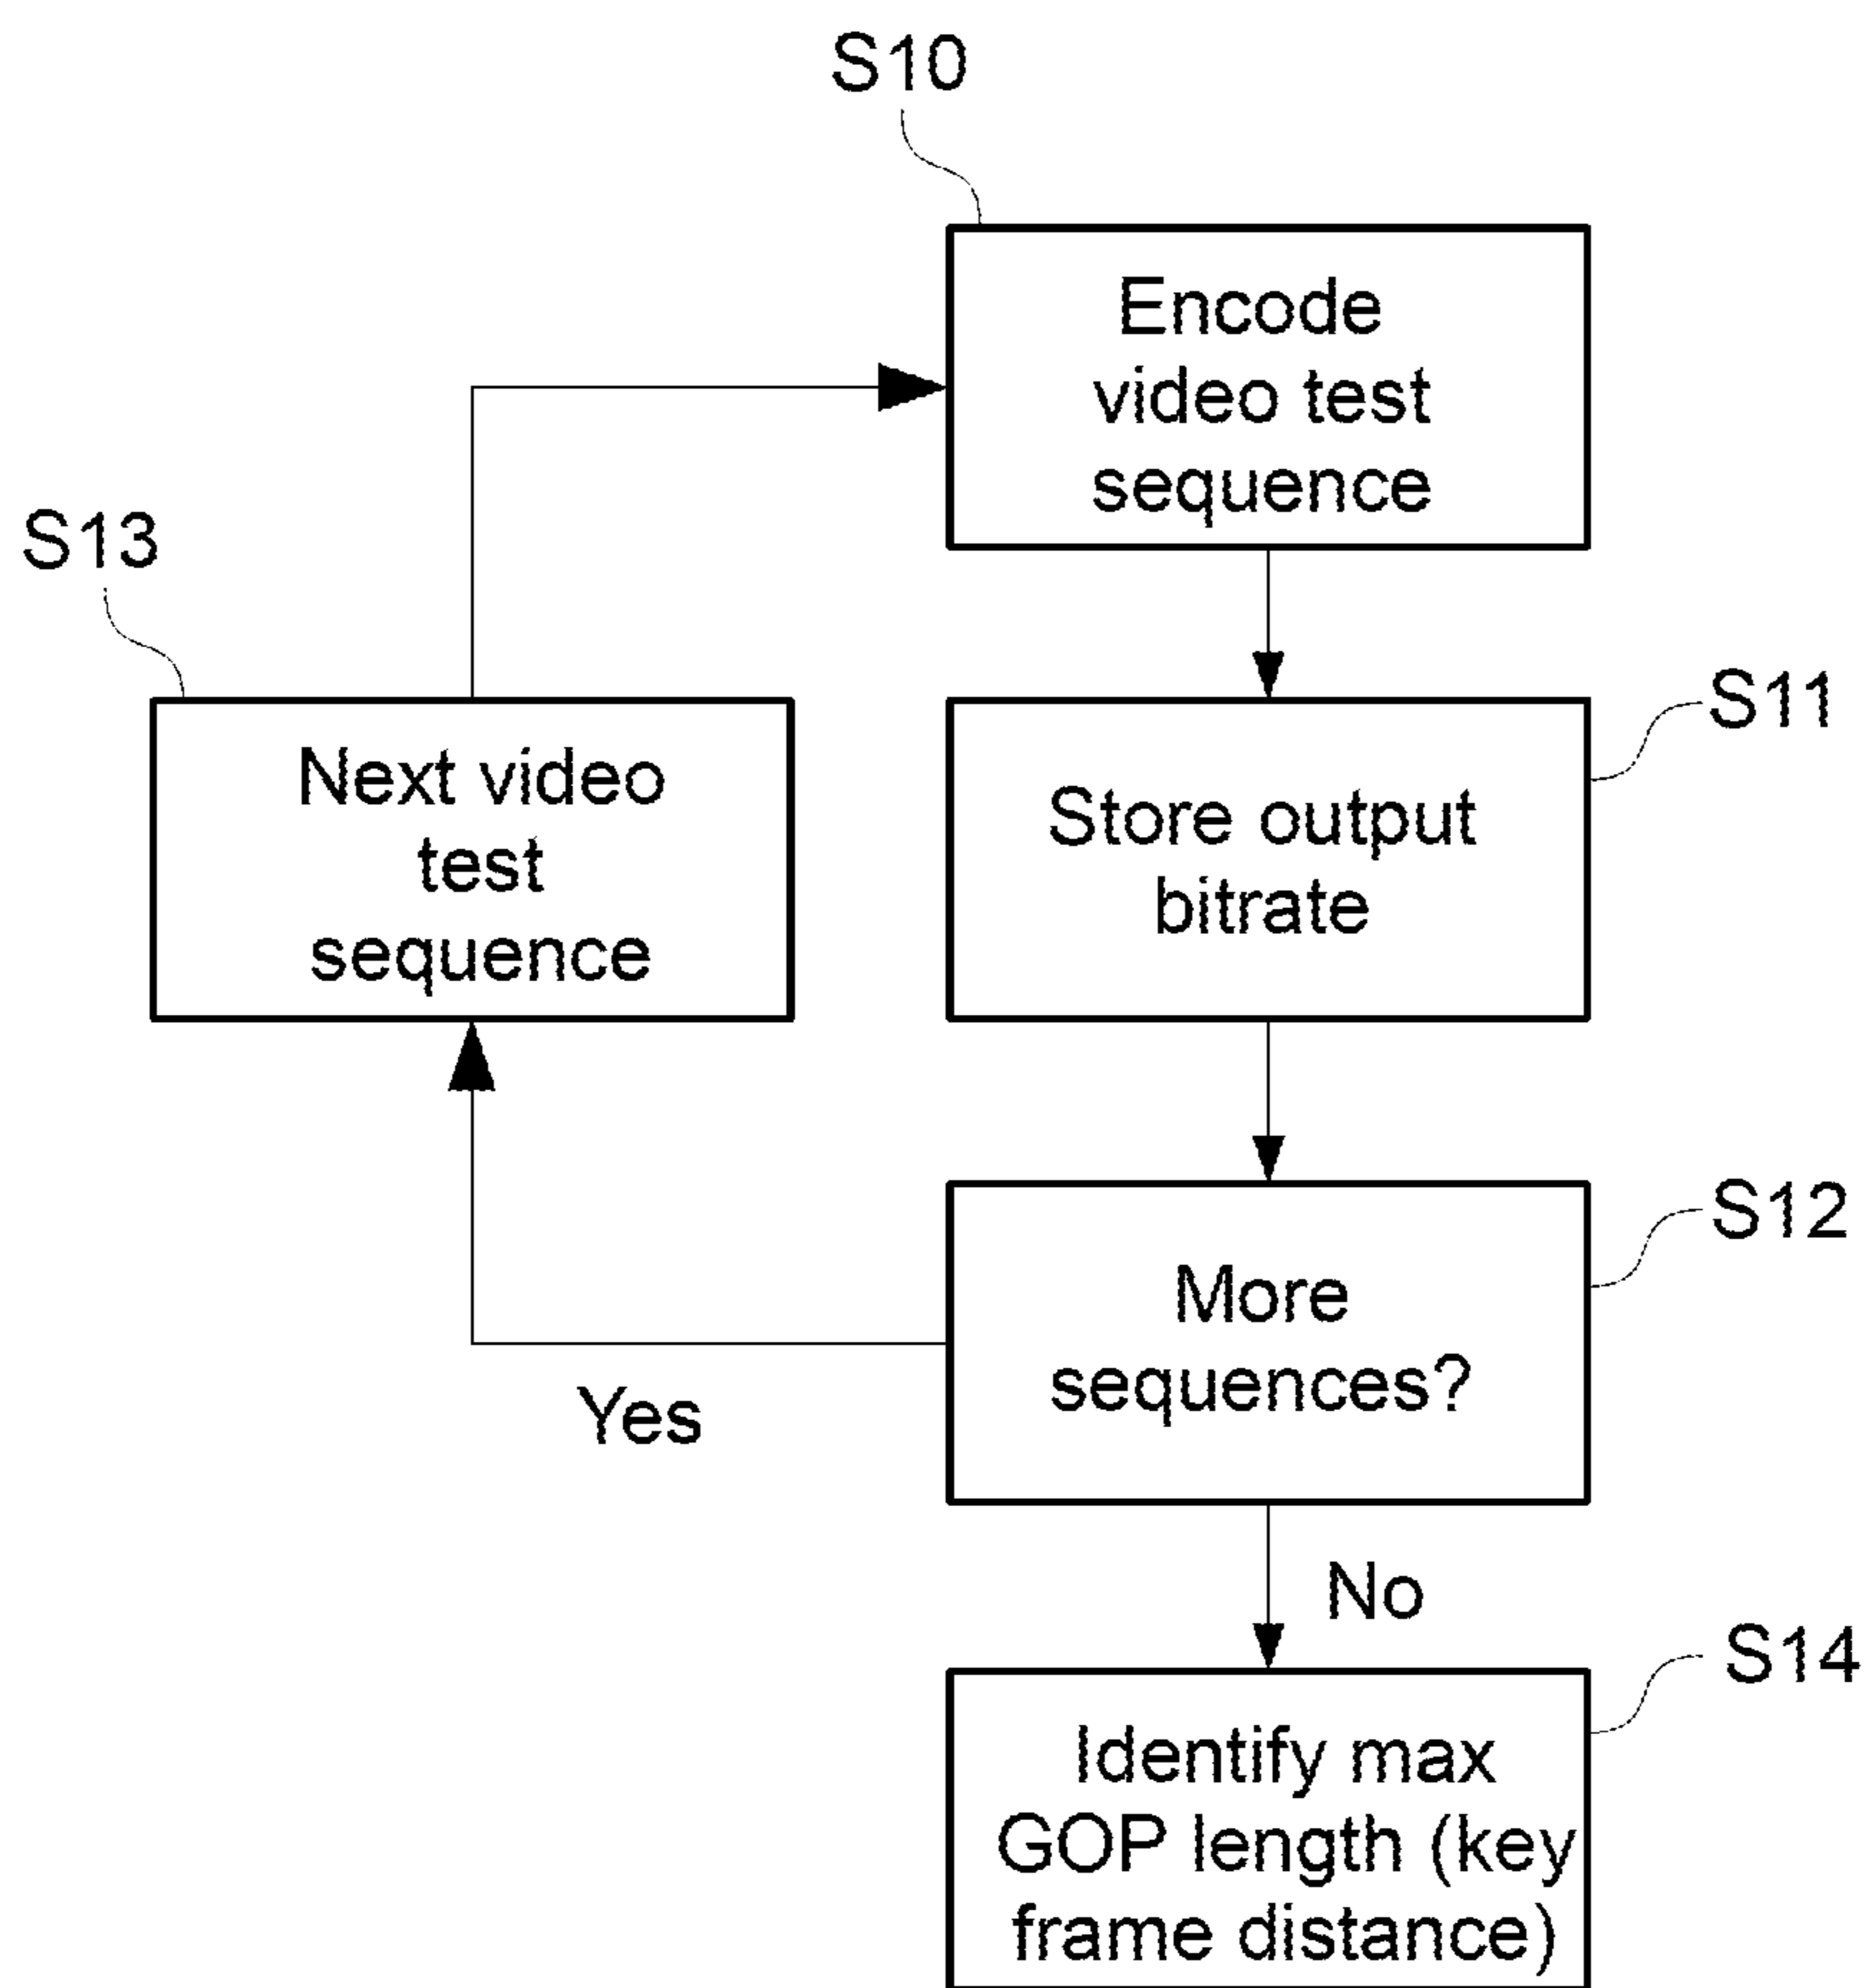 S10
Encode
video test
sequence
S13
Next video
test
sequence
S11
Store output
bitrate
S12
More
sequences?
Yes
No
S14
Identify max
GOP length (key
frame distance)